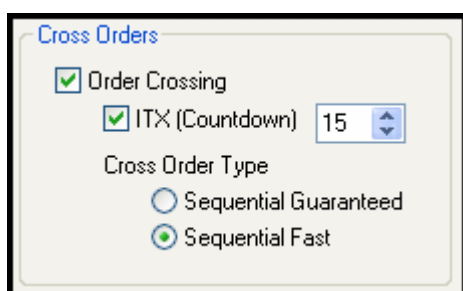 Cross Orders
Order Crossing
ITX (Countdown) 15
Cross Order Type
Sequential Guaranteed
Sequential Fast